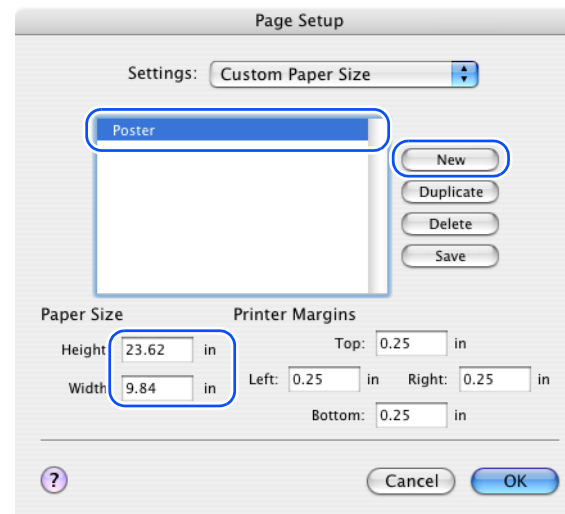 Page Setup
Settings: Custom Paper Size
Poster
New
Duplicate
Delete
Save
Paper Size
Height 23.62 in
Width 9.84 in
Printer Margins
Top: 0.25 in
Left: 0.25 in Right: 0.25 in
Bottom: 0.25 in
? Cancel OK